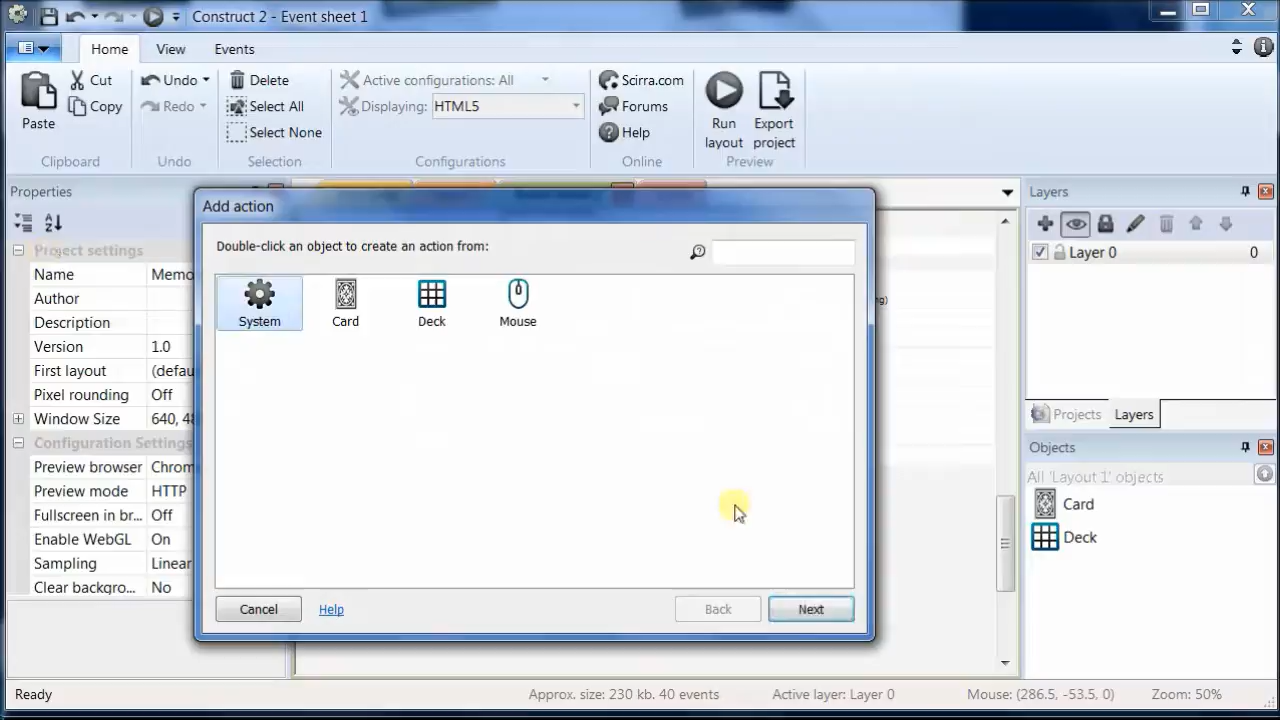 Construct 2 - Event sheet 1
Home View Events
Paste
Cut
Copy
Clipboard
Undo
Redo
Undo
Delete
Select All
Select None
Selection
Active configurations: All
Displaying: HTML5
Configurations
Scirra.com
Forums
Help
Online
Run layout
Export project
Preview
Properties
Project settings
Name Memo
Author
Description
Version 1.0
First layout (defau
Pixel rounding Off
Window Size 640, 48
Configuration Settings
Preview browser Chrom
Preview mode HTTP
Fullscreen in br... Off
Enable WebGL On
Sampling Linear
Clear backgro... No
Add action
Double-click an object to create an action from:
System Card Deck Mouse
Cancel Help Back Next
Layers
Layer 0 0
Projects Layers
Objects
All 'Layout 1' objects
Card
Deck
Ready Approx. size: 230 kb. 40 events Active layer: Layer 0 Mouse: (286.5, -53.5, 0) Zoom: 50%